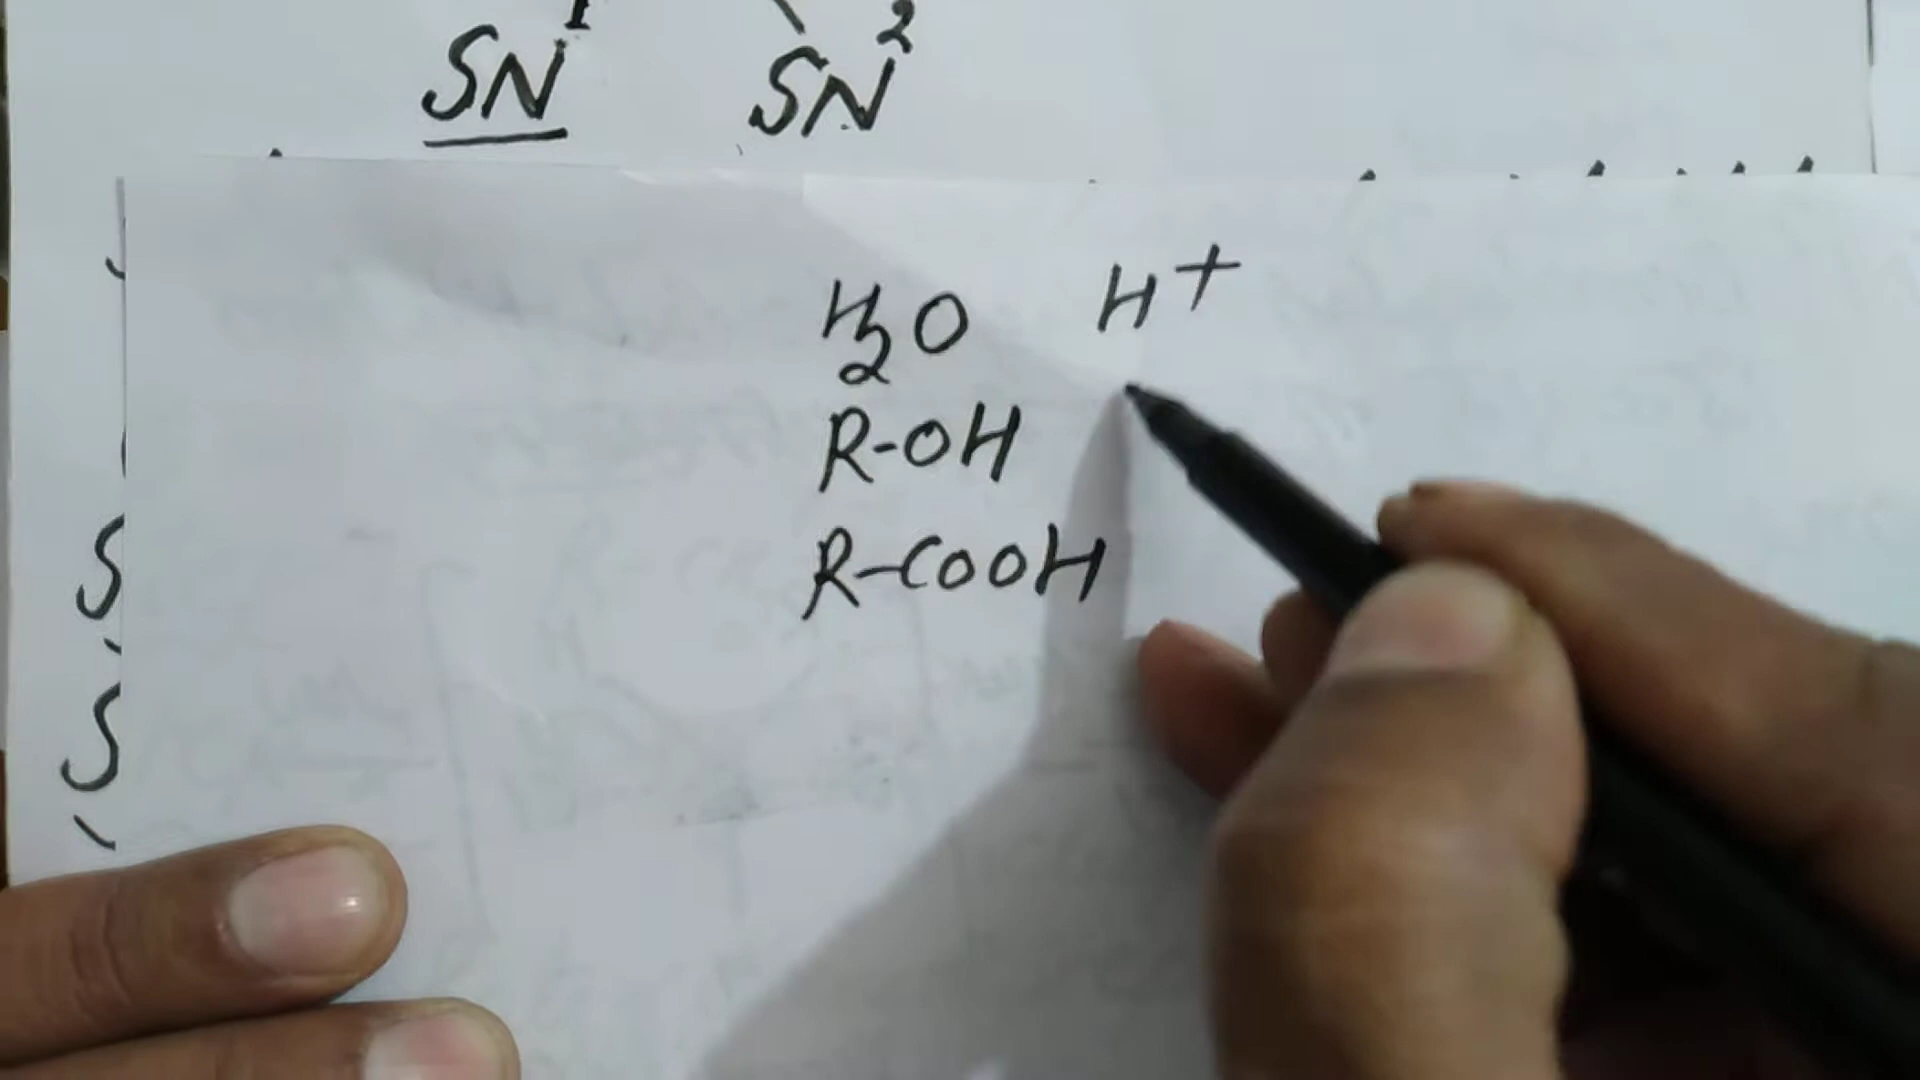 SN¹ SN²
H₂O H⁺
R-OH
R-COOH
S
S